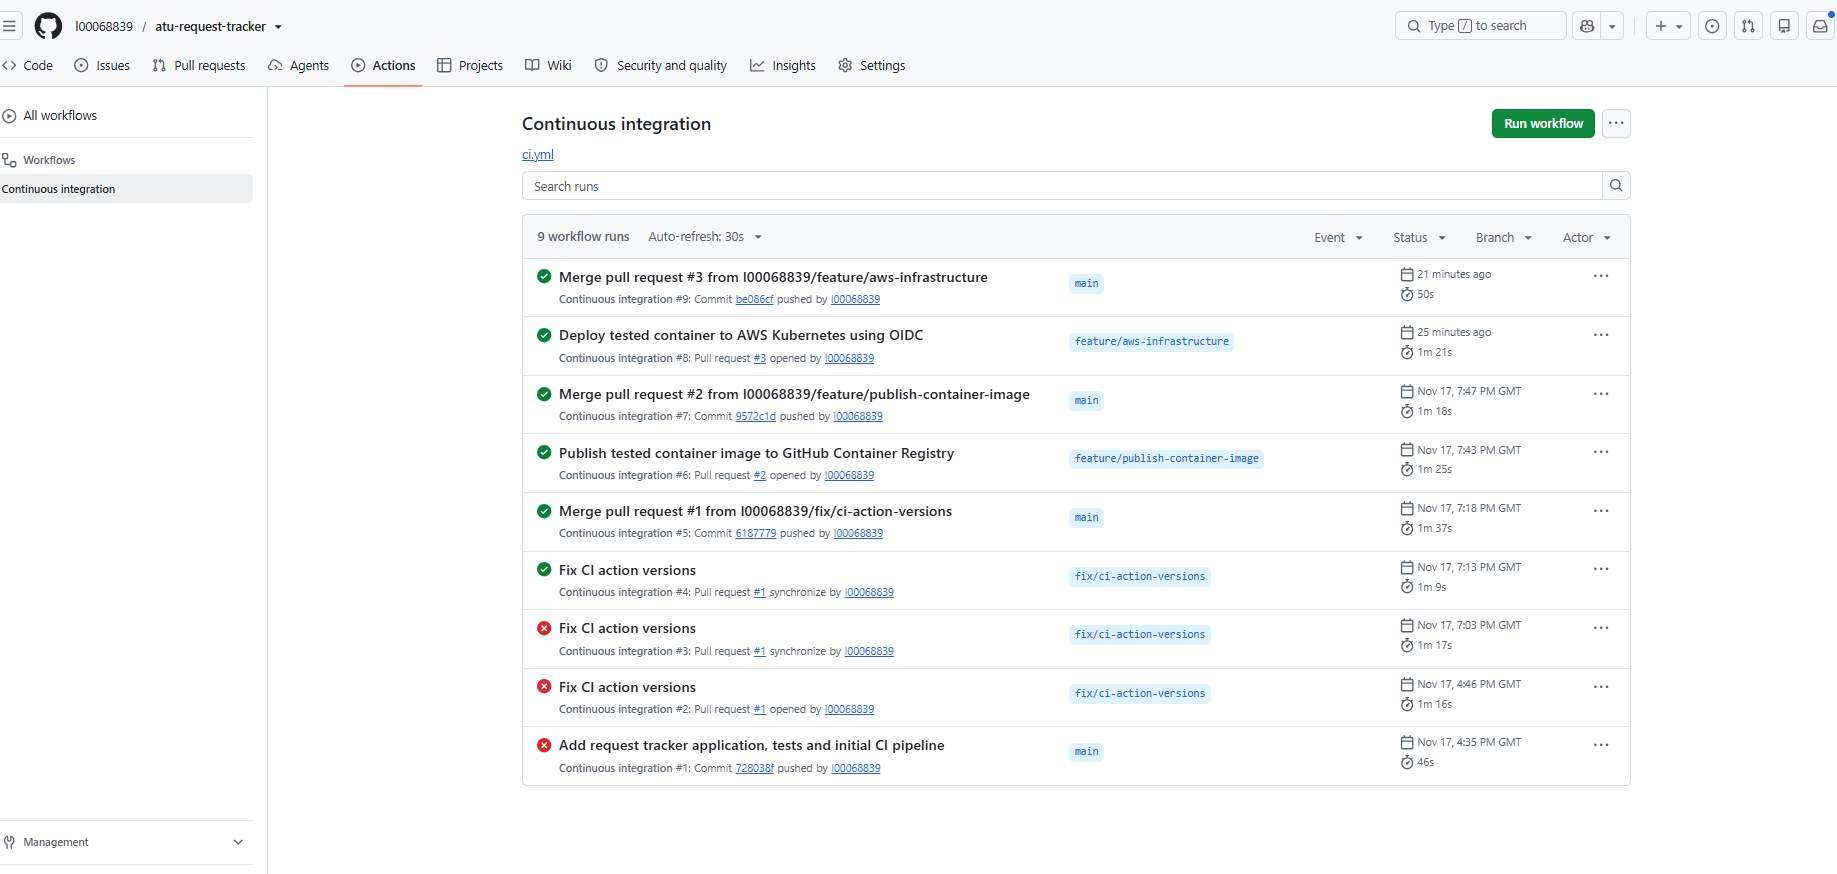 l00068839 / atu-request-tracker
Type / to search
Code Issues Pull requests Agents Actions Projects Wiki Security and quality Insights Settings
All workflows
Workflows
Continuous integration
Management
Continuous integration
Run workflow
ci.yml
Search runs
9 workflow runs Auto-refresh: 30s Event Status Branch Actor
Merge pull request #3 from l00068839/feature/aws-infrastructure
Continuous integration #9: Commit be086cf pushed by l00068839
main
21 minutes ago
50s
Deploy tested container to AWS Kubernetes using OIDC
Continuous integration #8: Pull request #3 opened by l00068839
feature/aws-infrastructure
25 minutes ago
1m 21s
Merge pull request #2 from l00068839/feature/publish-container-image
Continuous integration #7: Commit 9572c1d pushed by l00068839
main
Nov 17, 7:47 PM GMT
1m 18s
Publish tested container image to GitHub Container Registry
Continuous integration #6: Pull request #2 opened by l00068839
feature/publish-container-image
Nov 17, 7:43 PM GMT
1m 25s
Merge pull request #1 from l00068839/fix/ci-action-versions
Continuous integration #5: Commit 6187779 pushed by l00068839
main
Nov 17, 7:18 PM GMT
1m 37s
Fix CI action versions
Continuous integration #4: Pull request #1 synchronize by l00068839
fix/ci-action-versions
Nov 17, 7:13 PM GMT
1m 9s
Fix CI action versions
Continuous integration #3: Pull request #1 synchronize by l00068839
fix/ci-action-versions
Nov 17, 7:03 PM GMT
1m 17s
Fix CI action versions
Continuous integration #2: Pull request #1 opened by l00068839
fix/ci-action-versions
Nov 17, 4:46 PM GMT
1m 16s
Add request tracker application, tests and initial CI pipeline
Continuous integration #1: Commit 728038f pushed by l00068839
main
Nov 17, 4:35 PM GMT
46s